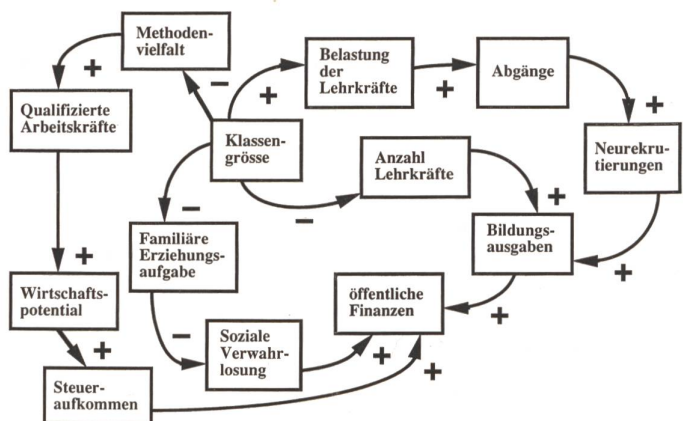 Methoden-
vielfalt
Belastung
der
Lehrkräfte
Abgänge
+
−
+
+
+
Qualifizierte
Arbeitskräfte
Klassen-
grösse
Anzahl
Lehrkräfte
Neurekru-
tierungen
−
−
+
Familiäre
Erziehungs-
aufgabe
Bildungs-
ausgaben
+
+
Wirtschafts-
potential
öffentliche
Finanzen
+
+
−
Soziale
Verwahr-
losung
+
+
Steuer-
aufkommen